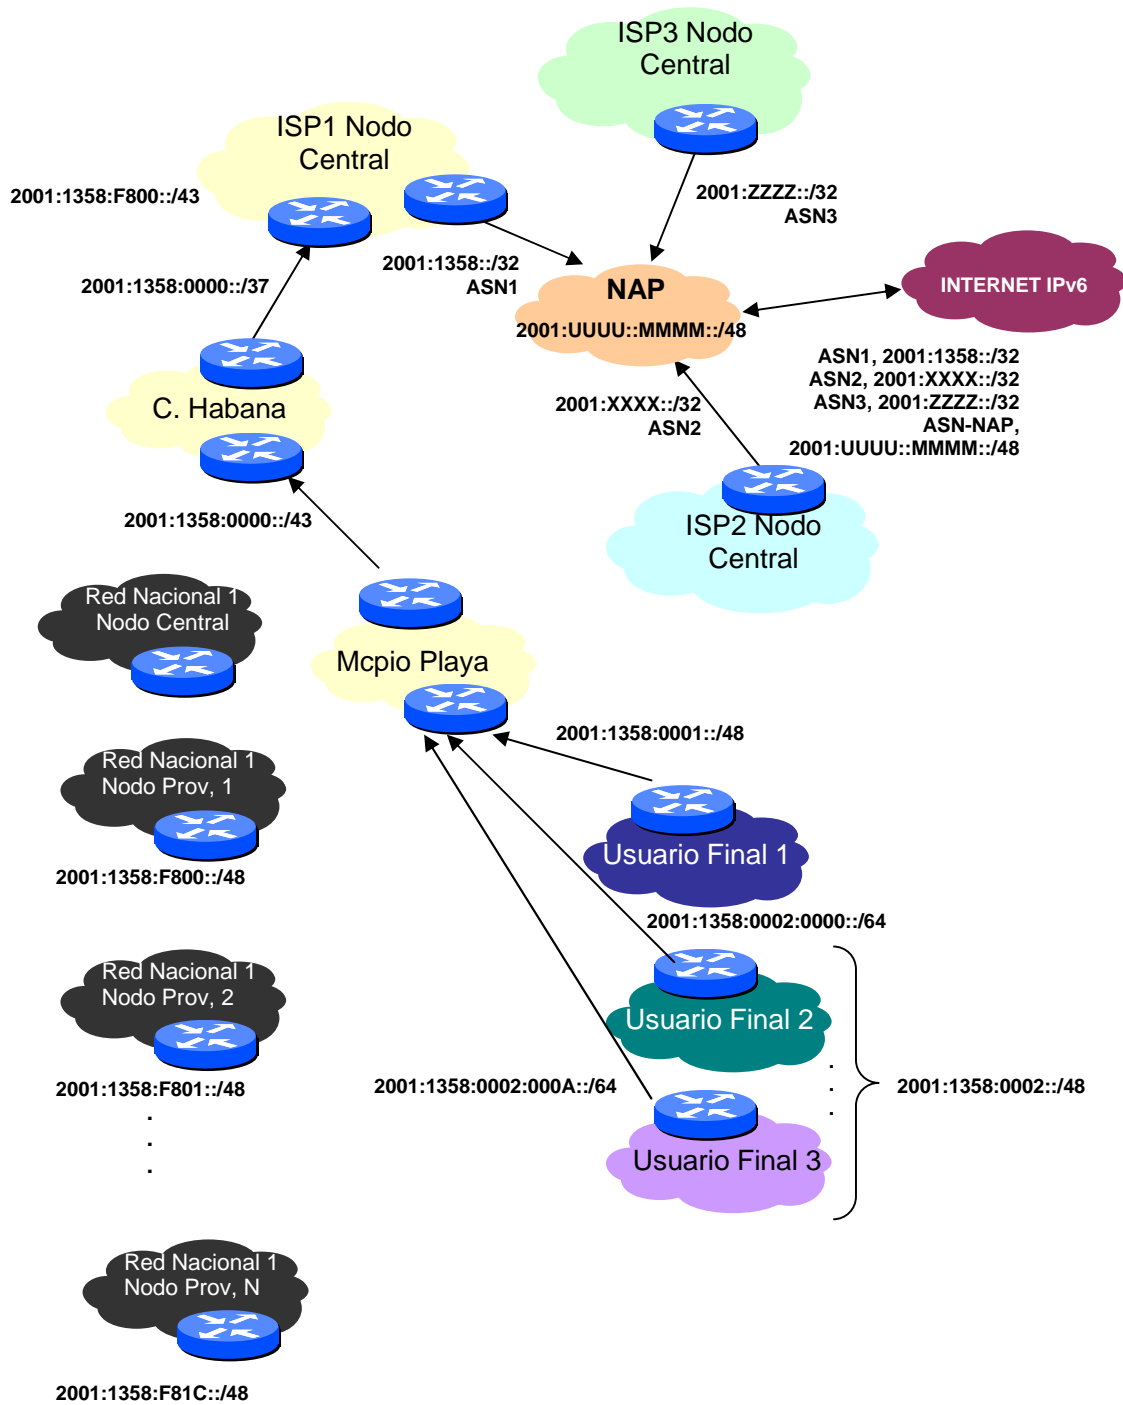 ISP3 Nodo
Central
ISP1 Nodo
Central
2001:1358:F800::/43
2001:ZZZZ::/32
ASN3
2001:1358::/32
ASN1
2001:1358:0000::/37
NAP
2001:UUUU::MMMM::/48
INTERNET IPv6
ASN1, 2001:1358::/32
ASN2, 2001:XXXX::/32
ASN3, 2001:ZZZZ::/32
ASN-NAP,
2001:UUUU::MMMM::/48
C. Habana
2001:XXXX::/32
ASN2
2001:1358:0000::/43
ISP2 Nodo
Central
Red Nacional 1
Nodo Central
Mcpio Playa
2001:1358:0001::/48
Red Nacional 1
Nodo Prov, 1
2001:1358:F800::/48
Usuario Final 1
2001:1358:0002:0000::/64
Red Nacional 1
Nodo Prov, 2
2001:1358:F801::/48
Usuario Final 2
.
.
.
2001:1358:0002:000A::/64
2001:1358:0002::/48
.
.
.
Usuario Final 3
Red Nacional 1
Nodo Prov, N
2001:1358:F81C::/48